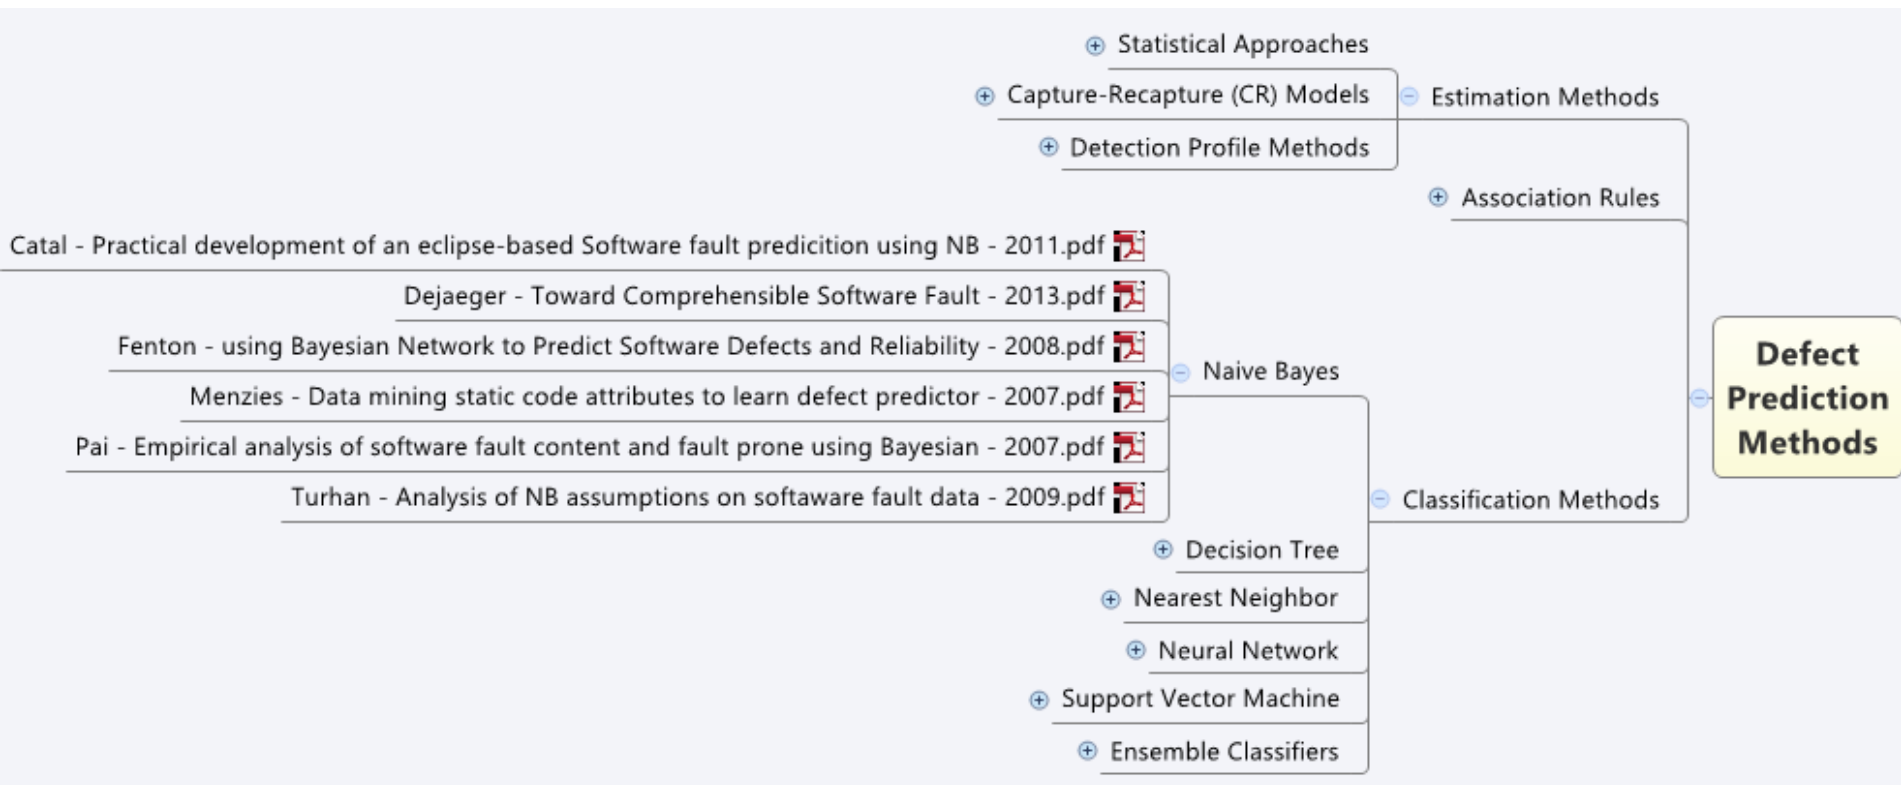 Statistical Approaches
Capture-Recapture (CR) Models
Estimation Methods
Detection Profile Methods
Association Rules
Catal - Practical development of an eclipse-based Software fault predicition using NB - 2011.pdf
Dejaeger - Toward Comprehensible Software Fault - 2013.pdf
Fenton - using Bayesian Network to Predict Software Defects and Reliability - 2008.pdf
Naive Bayes
Menzies - Data mining static code attributes to learn defect predictor - 2007.pdf
Pai - Empirical analysis of software fault content and fault prone using Bayesian - 2007.pdf
Turhan - Analysis of NB assumptions on softaware fault data - 2009.pdf
Defect
Prediction
Methods
Classification Methods
Decision Tree
Nearest Neighbor
Neural Network
Support Vector Machine
Ensemble Classifiers